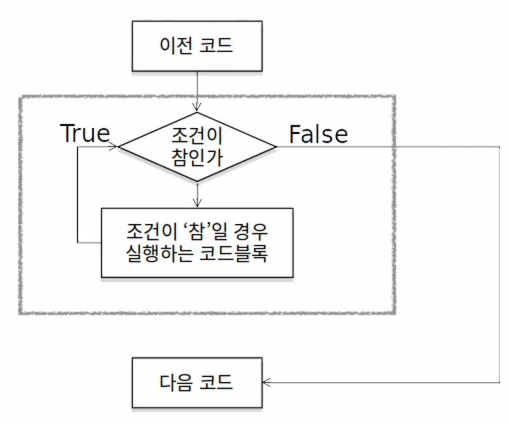 이전 코드
True
조건이
참인가
False
조건이 ‘참’일 경우
실행하는 코드블록
다음 코드